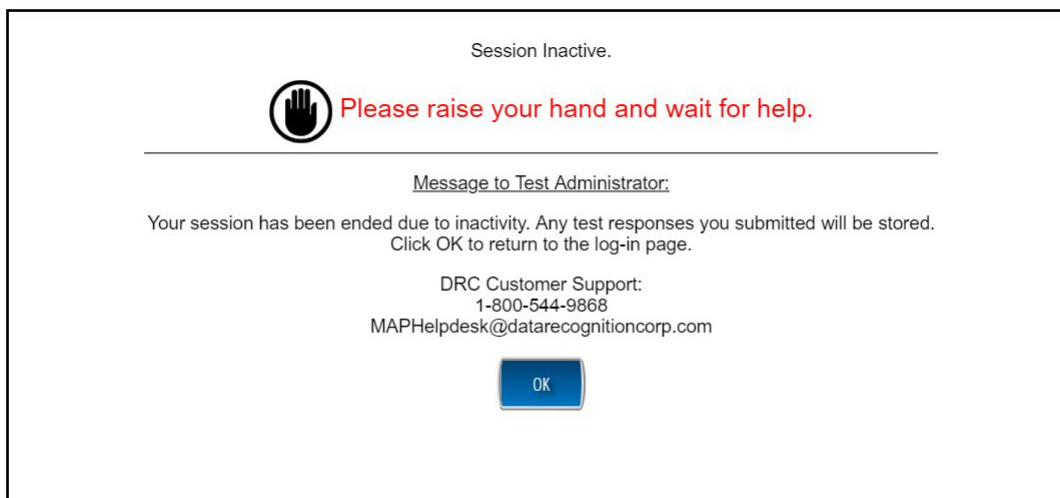 Session Inactive.
Please raise your hand and wait for help.
Message to Test Administrator:
Your session has been ended due to inactivity. Any test responses you submitted will be stored.
Click OK to return to the log-in page.
DRC Customer Support:
1-800-544-9868
MAPHelpdesk@datarecognitioncorp.com
OK